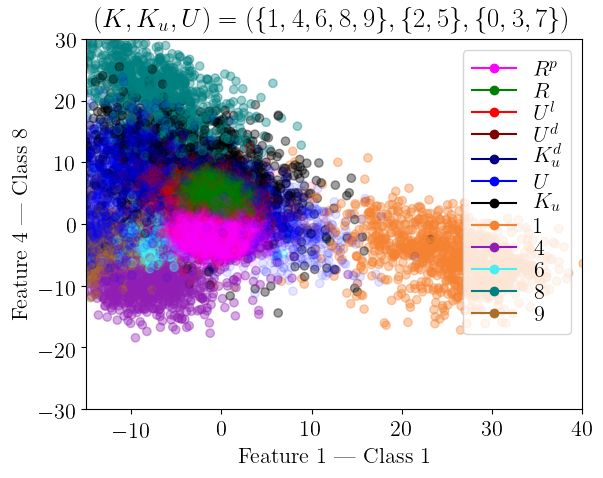 (K, K_u, U) = ({1, 4, 6, 8, 9}, {2, 5}, {0, 3, 7})
30
20
10
0
−10
−20
−30
Feature 4 — Class 8
−10
0
10
20
30
40
Feature 1 — Class 1
R^p
R
U^l
U^d
K_u^d
U
K_u
1
4
6
8
9